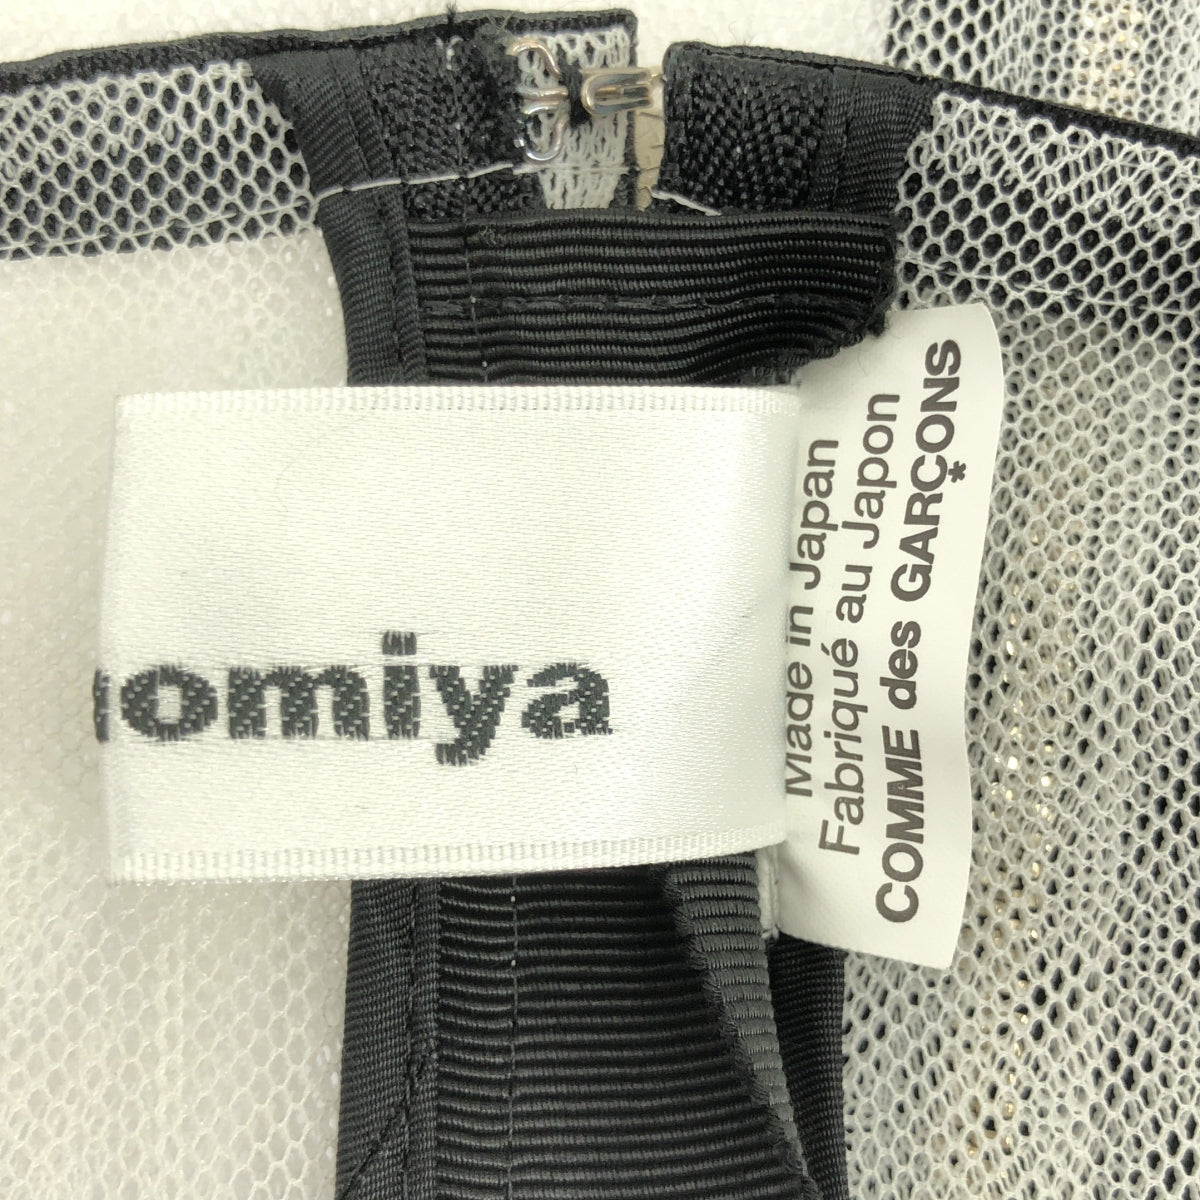 omiya
Made in Japan
Fabriqué au Japon
COMME des GARÇONS